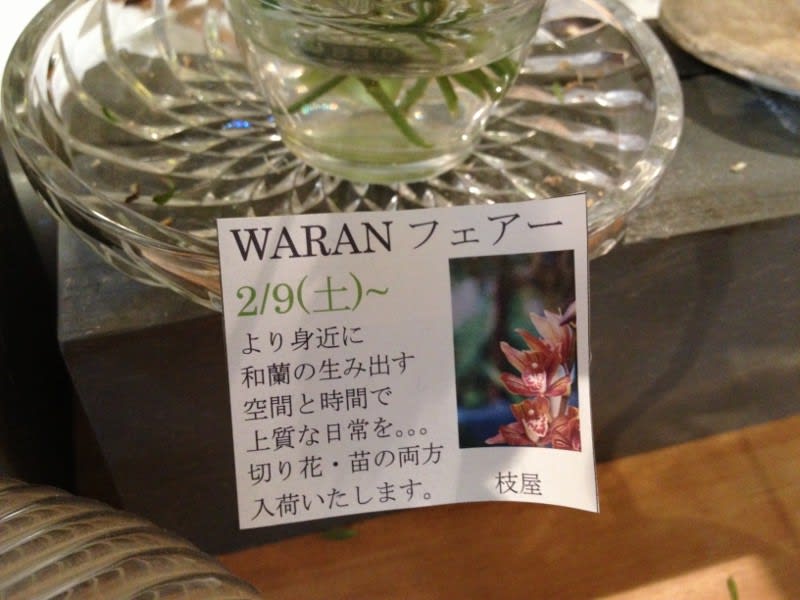 WARAN フェアー
2/9(土)~
より身近に
和蘭の生み出す
空間と時間で
上質な日常を。。。
切り花・苗の両方
入荷いたします。
枝屋